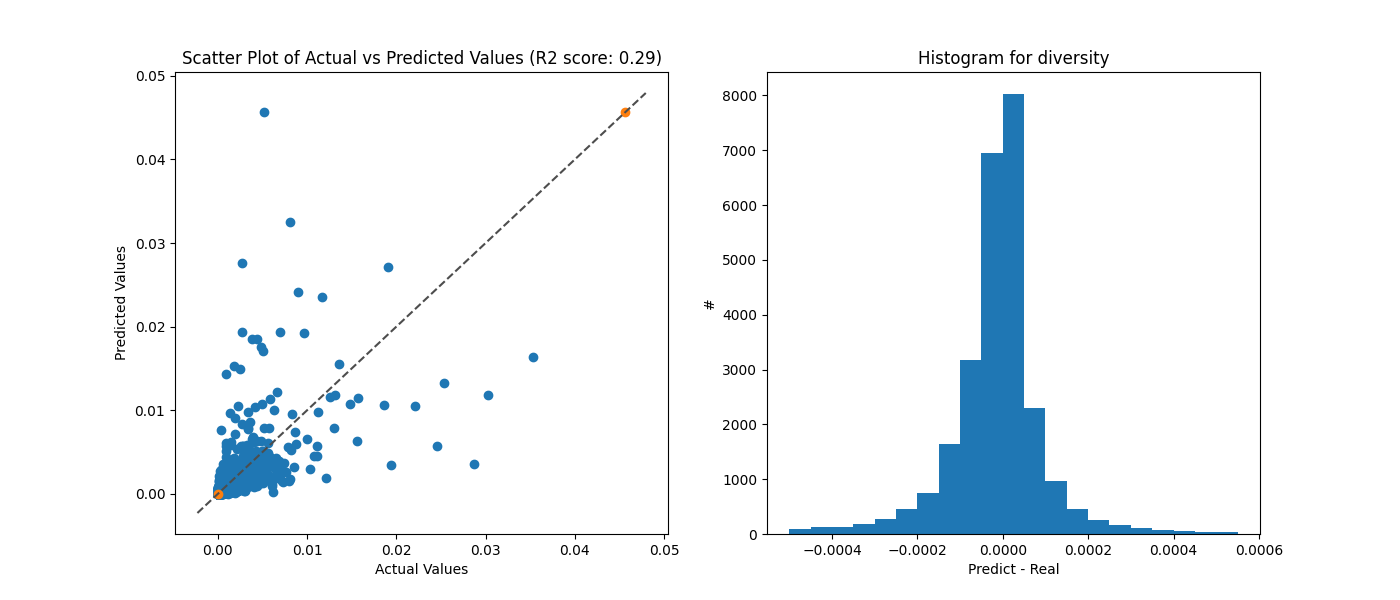 Scatter Plot of Actual vs Predicted Values (R2 score: 0.29)
0.05
0.04
0.03
0.02
0.01
0.00
Predicted Values
0.00 0.01 0.02 0.03 0.04 0.05
Actual Values
Histogram for diversity
8000
7000
6000
5000
4000
3000
2000
1000
0
#
−0.0004 −0.0002 0.0000 0.0002 0.0004 0.0006
Predict - Real